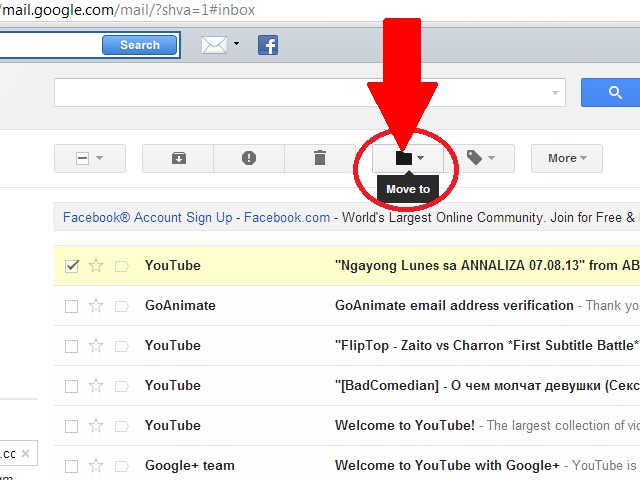 /mail.google.com/mail/?shva=1#inbox
Search
f
More
Move to
Facebook® Account Sign Up - Facebook.com - World's Largest Online Community. Join for Free &
YouTube "Ngayong Lunes sa ANNALIZA 07.08.13" from AB
GoAnimate GoAnimate email address verification - Thank you
YouTube "FlipTop - Zaito vs Charron *First Subtitle Battle*"
YouTube "[BadComedian] - О чем молчат девушки (Секс
YouTube Welcome to YouTube! - The largest collection of vid
.cc × Google+ team Welcome to YouTube with Google+ - YouTube is